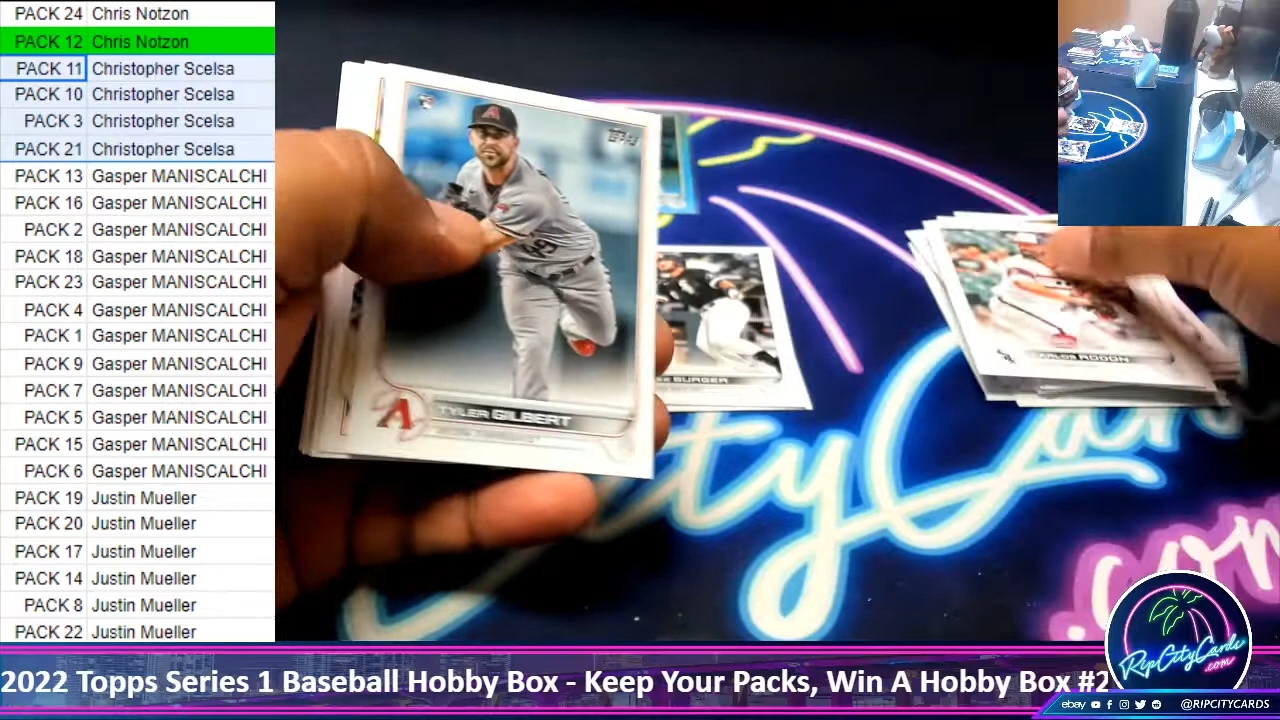 PACK 24 Chris Notzon
PACK 12 Chris Notzon
PACK 11 Christopher Scelsa
PACK 10 Christopher Scelsa
PACK 3 Christopher Scelsa
PACK 21 Christopher Scelsa
PACK 13 Gasper MANISCALCHI
PACK 16 Gasper MANISCALCHI
PACK 2 Gasper MANISCALCHI
PACK 18 Gasper MANISCALCHI
PACK 23 Gasper MANISCALCHI
PACK 4 Gasper MANISCALCHI
PACK 1 Gasper MANISCALCHI
PACK 9 Gasper MANISCALCHI
PACK 7 Gasper MANISCALCHI
PACK 5 Gasper MANISCALCHI
PACK 15 Gasper MANISCALCHI
PACK 6 Gasper MANISCALCHI
PACK 19 Justin Mueller
PACK 20 Justin Mueller
PACK 17 Justin Mueller
PACK 14 Justin Mueller
PACK 8 Justin Mueller
PACK 22 Justin Mueller
Topps
A
TYLER GILBERT
BURGER
RODON
.com
RipCityCards
.com
2022 Topps Series 1 Baseball Hobby Box - Keep Your Packs, Win A Hobby Box #2
ebay @RIPCITYCARDS